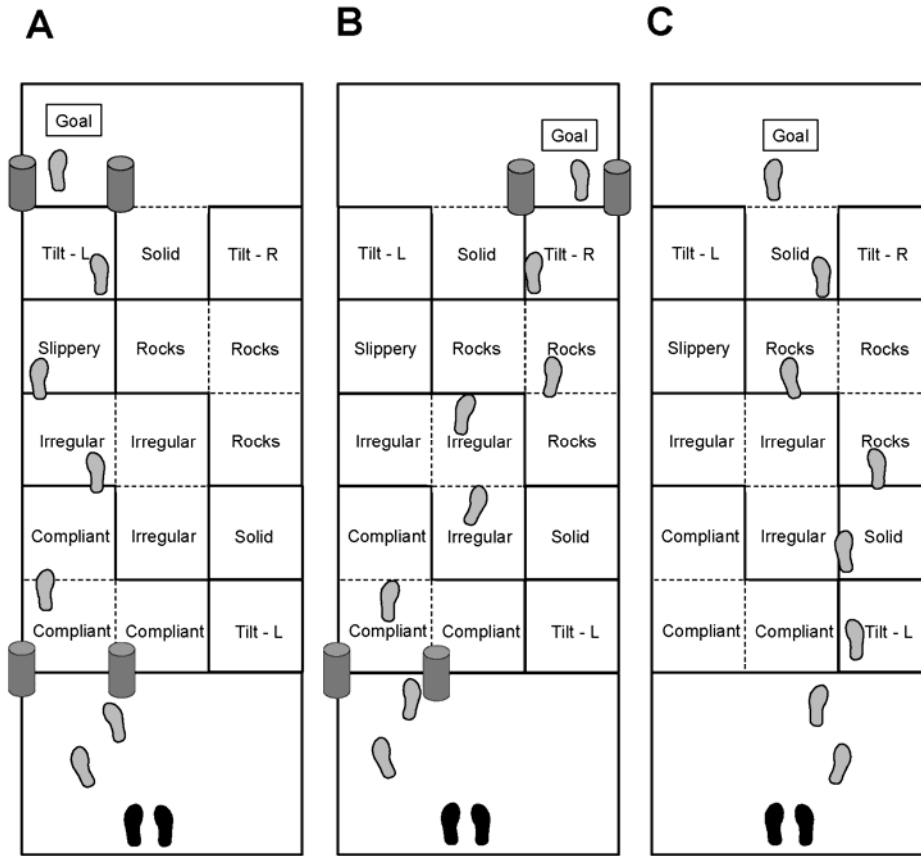 A B C
Goal
Goal
Goal
Tilt - L Solid Tilt - R Tilt - L Solid Tilt - R Tilt - L Solid Tilt - R
Slippery Rocks Rocks Slippery Rocks Rocks Slippery Rocks Rocks
Irregular Irregular Rocks Irregular Irregular Rocks Irregular Irregular Rocks
Compliant Irregular Solid Compliant Irregular Solid Compliant Irregular Solid
Compliant Compliant Tilt - L Compliant Compliant Tilt - L Compliant Compliant Tilt - L